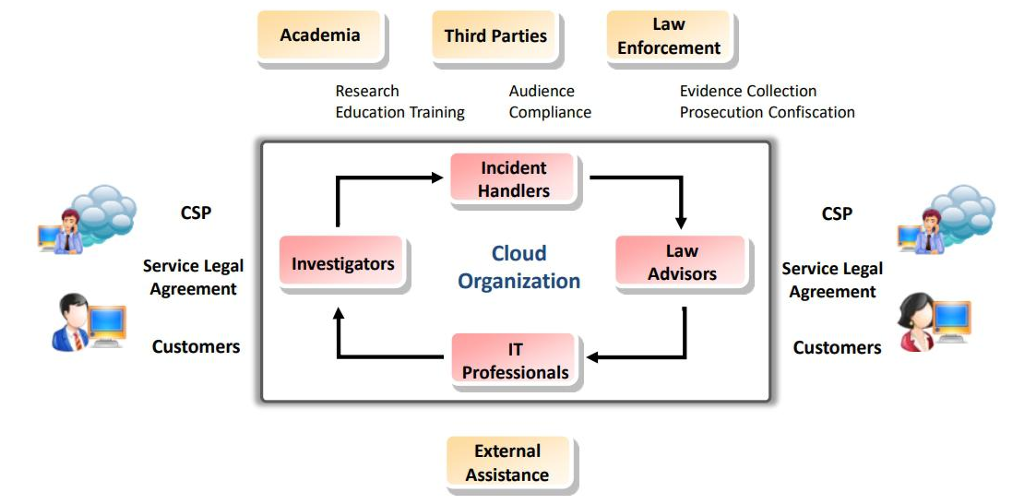 Academia
Third Parties
Law
Enforcement
Research
Education Training
Audience
Compliance
Evidence Collection
Prosecution Confiscation
Incident
Handlers
CSP
Service Legal
Agreement
Customers
Investigators
Cloud
Organization
Law
Advisors
IT
Professionals
CSP
Service Legal
Agreement
Customers
External
Assistance